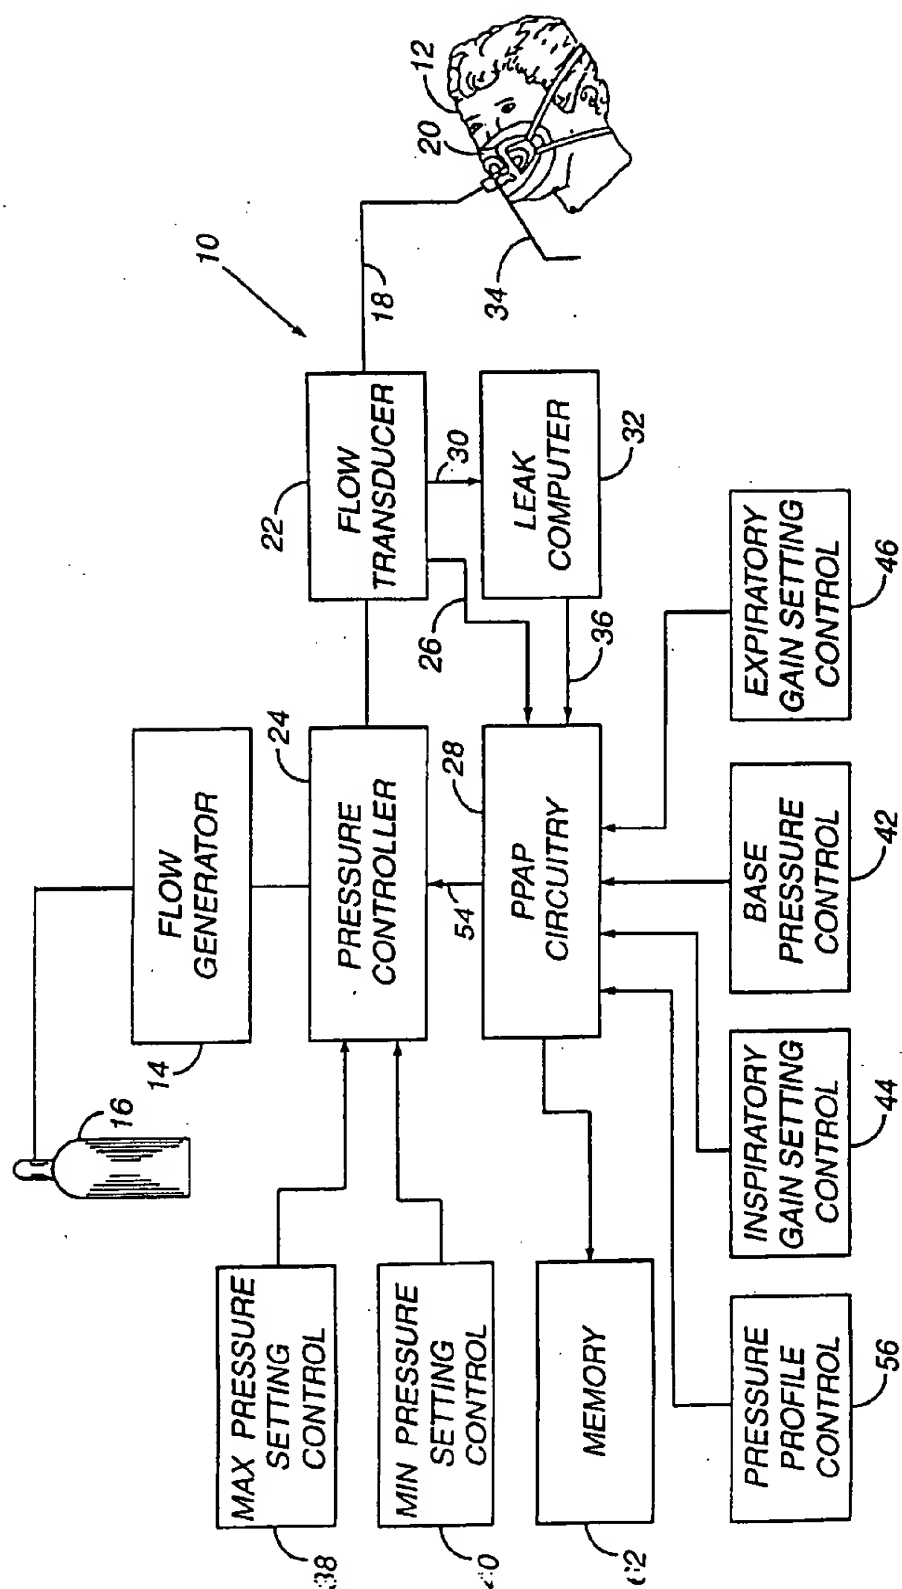 16
14
FLOW
GENERATOR
10
MAX PRESSURE
SETTING
CONTROL
38
24
PRESSURE
CONTROLLER
22
FLOW
TRANSDUCER
18
12
20
MIN PRESSURE
SETTING
CONTROL
54
26
30
34
28
PPAP
CIRCUITRY
LEAK
COMPUTER
32
36
MEMORY
PRESSURE
PROFILE
CONTROL
56
INSPIRATORY
GAIN SETTING
CONTROL
44
BASE
PRESSURE
CONTROL
42
EXPIRATORY
GAIN SETTING
CONTROL
46